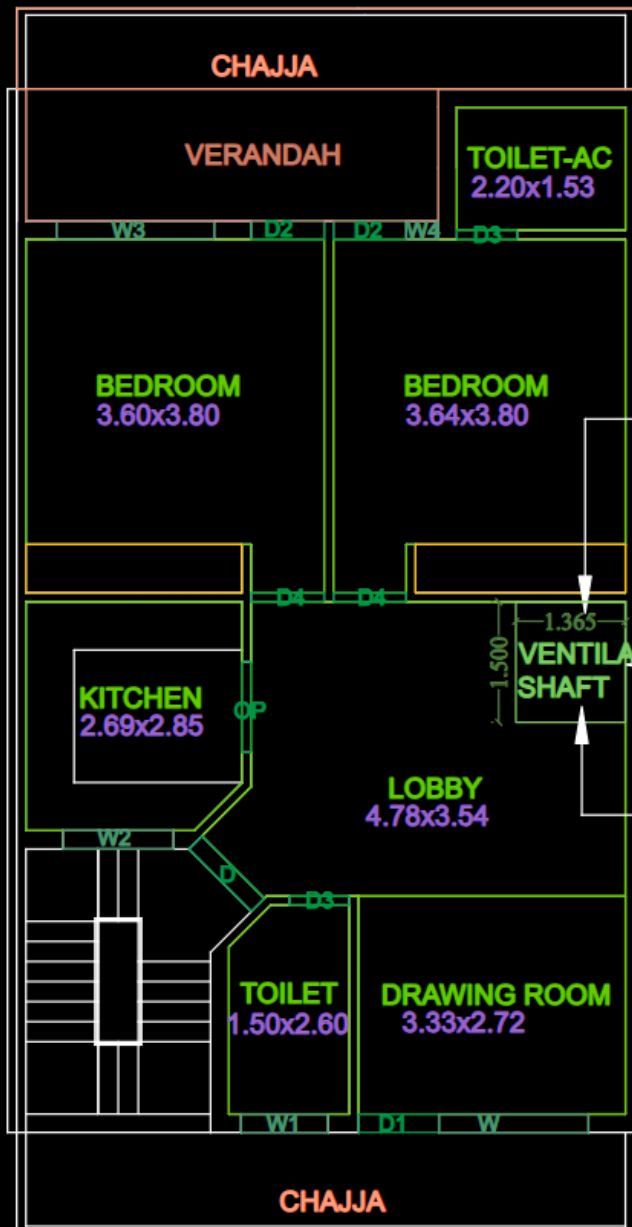 CHAJJA
VERANDAH
TOILET-AC
2.20x1.53
W3
D2
D2
W4
D3
BEDROOM
3.60x3.80
BEDROOM
3.64x3.80
D4
D4
1.365
1.500
VENTILA
SHAFT
KITCHEN
2.69x2.85
OP
LOBBY
4.78x3.54
W2
D
D3
TOILET
1.50x2.60
DRAWING ROOM
3.33x2.72
W1
D1
W
CHAJJA